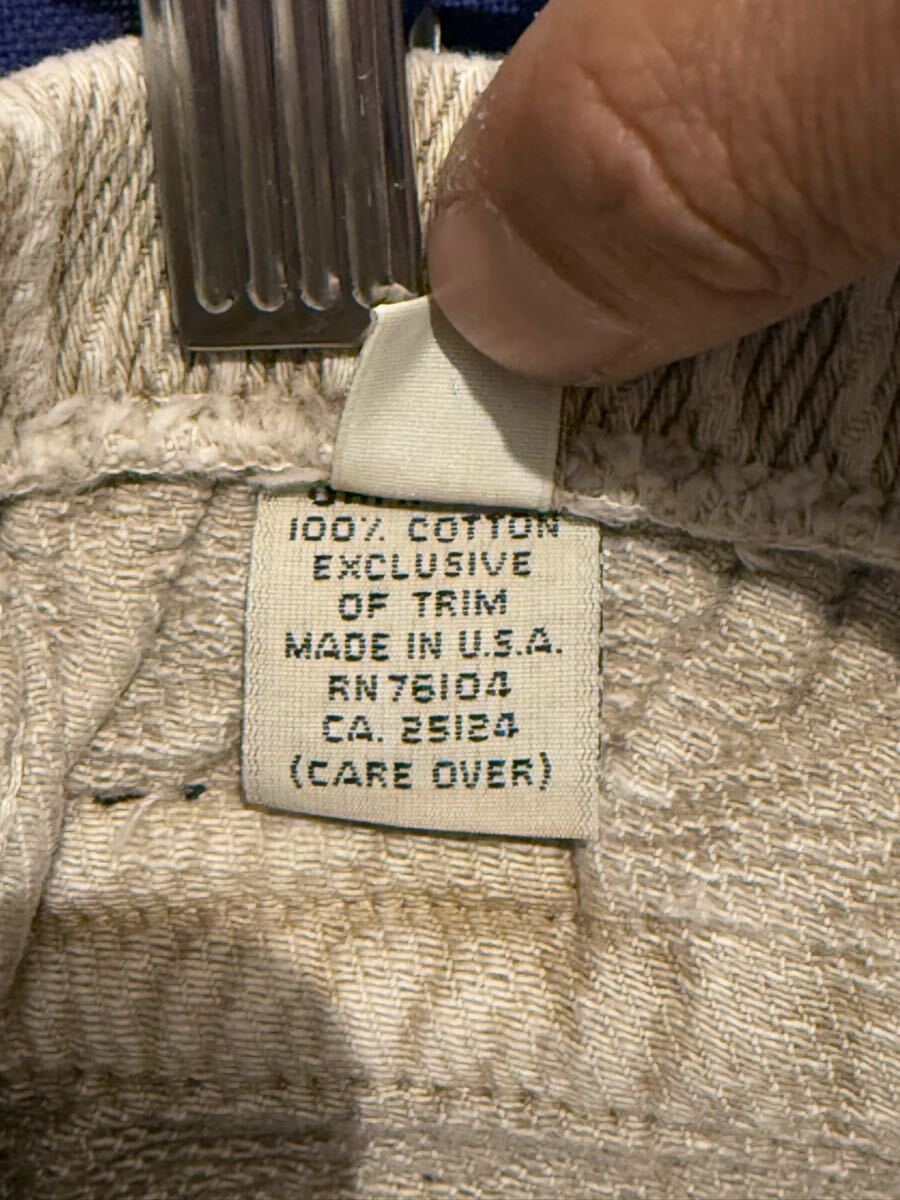 100% COTTON
EXCLUSIVE
OF TRIM
MADE IN U.S.A.
RN 76104
CA. 25124
(CARE OVER)